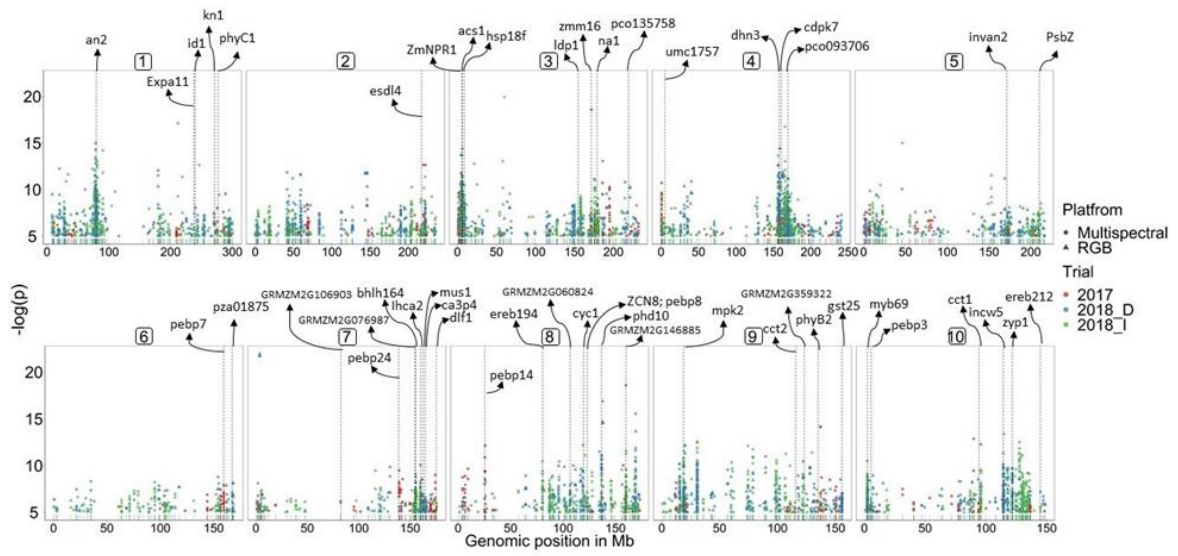 kn1
an2
id1
phyC1
Expa11
1
esdl4
2
ZmNPR1
acs1
hsp18f
zmm16
pco135758
ldp1
na1
3
umc1757
dhn3
cdpk7
pco093706
4
invan2
PsbZ
5
20
15
10
5
0 100 200 300
0 50 100 150 200
0 50 100 150 200
0 50 100 150 200 250
0 50 100 150 200
-log(p)
Platfrom
Multispectral
RGB
Trial
2017
2018_D
2018_I
pebp7
pza01875
6
GRMZM2G106903
bhlh164
mus1
lhca2
ca3p4
GRMZM2G076987
dlf1
7
pebp24
GRMZM2G060824
ZCN8; pebp8
ereb194
cyc1
phd10
GRMZM2G146885
8
pebp14
mpk2
GRMZM2G359322
gst25
9
cct2
phyB2
myb69
pebp3
cct1
ereb212
incw5
zyp1
10
20
15
10
5
0 50 100 150
0 50 100 150
0 50 100 150
0 50 100 150
0 50 100 150
Genomic position in Mb